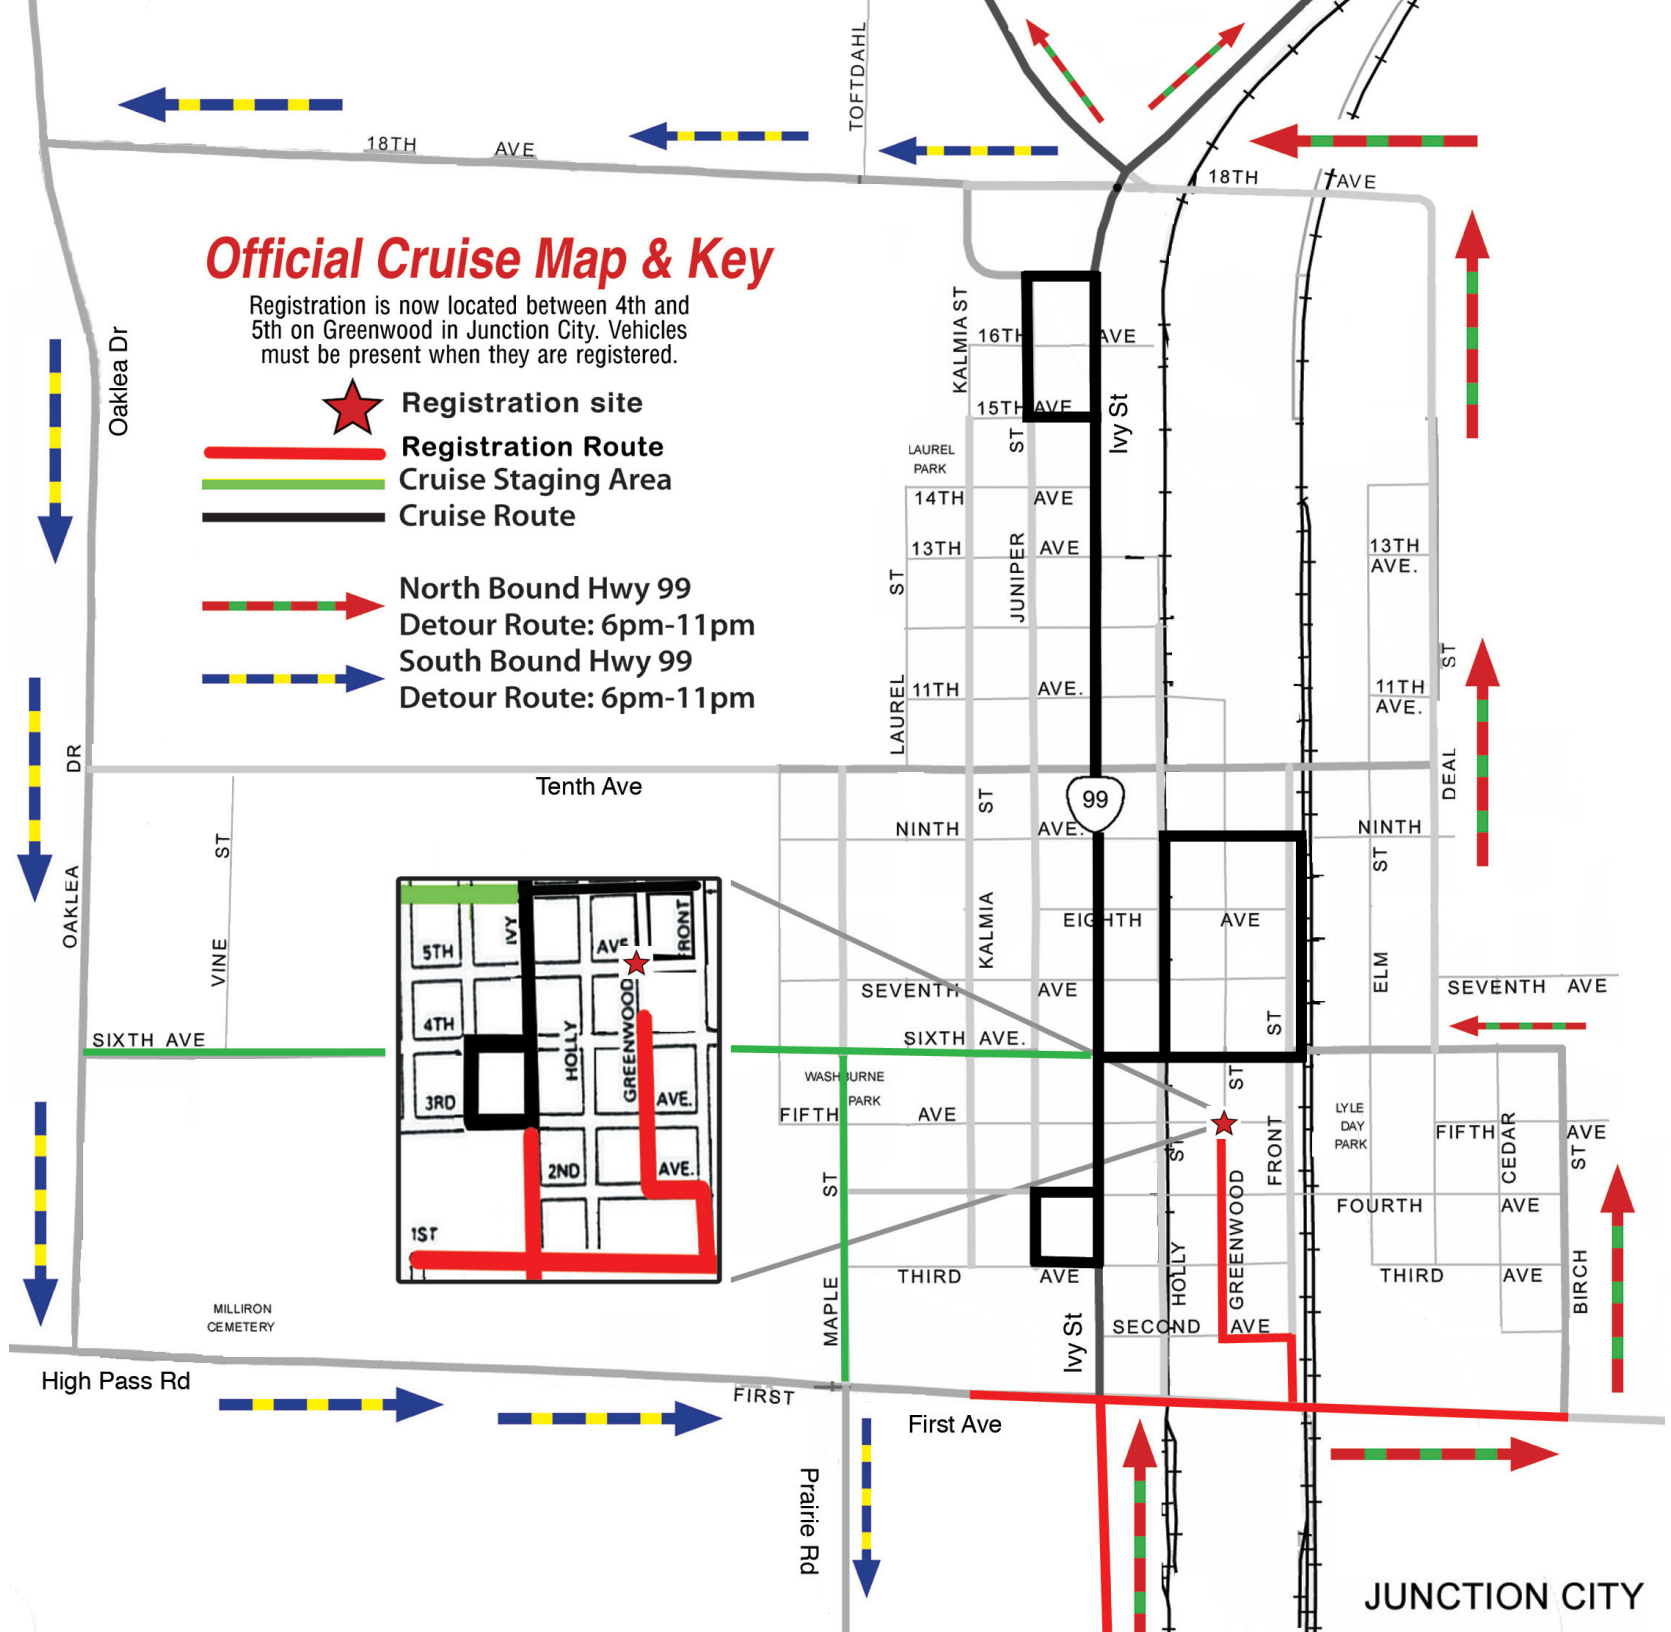 TOFTDAHL
18TH AVE
18TH AVE
Official Cruise Map & Key
Registration is now located between 4th and
5th on Greenwood in Junction City. Vehicles
must be present when they are registered.
Registration site
Registration Route
Cruise Staging Area
Cruise Route
North Bound Hwy 99
Detour Route: 6pm-11pm
South Bound Hwy 99
Detour Route: 6pm-11pm
Oaklea Dr
KALMIA ST
16TH AVE
15TH AVE
Ivy St
ST
LAUREL
PARK
14TH AVE
13TH AVE
13TH
AVE.
ST
JUNIPER
LAUREL
11TH AVE.
11TH
AVE.
ST
DEAL
DR
OAKLEA
Tenth Ave
99
ST
KALMIA
NINTH AVE.
NINTH
ST
VINE
ST
ELM
EIGHTH AVE
SEVENTH AVE
SEVENTH AVE
ST
SIXTH AVE
SIXTH AVE.
5TH
IVY
AVE
FRONT
4TH
HOLLY
GREENWOOD
3RD
AVE.
2ND
AVE.
1ST
WASHBURNE
PARK
FIFTH AVE
ST
FRONT
LYLE
DAY
PARK
FIFTH AVE
CEDAR
ST
ST
ST
MAPLE
GREENWOOD
HOLLY
FOURTH AVE
THIRD AVE
THIRD AVE
BIRCH
MILLIRON
CEMETERY
Ivy St
SECOND AVE
High Pass Rd
FIRST
First Ave
Prairie Rd
JUNCTION CITY